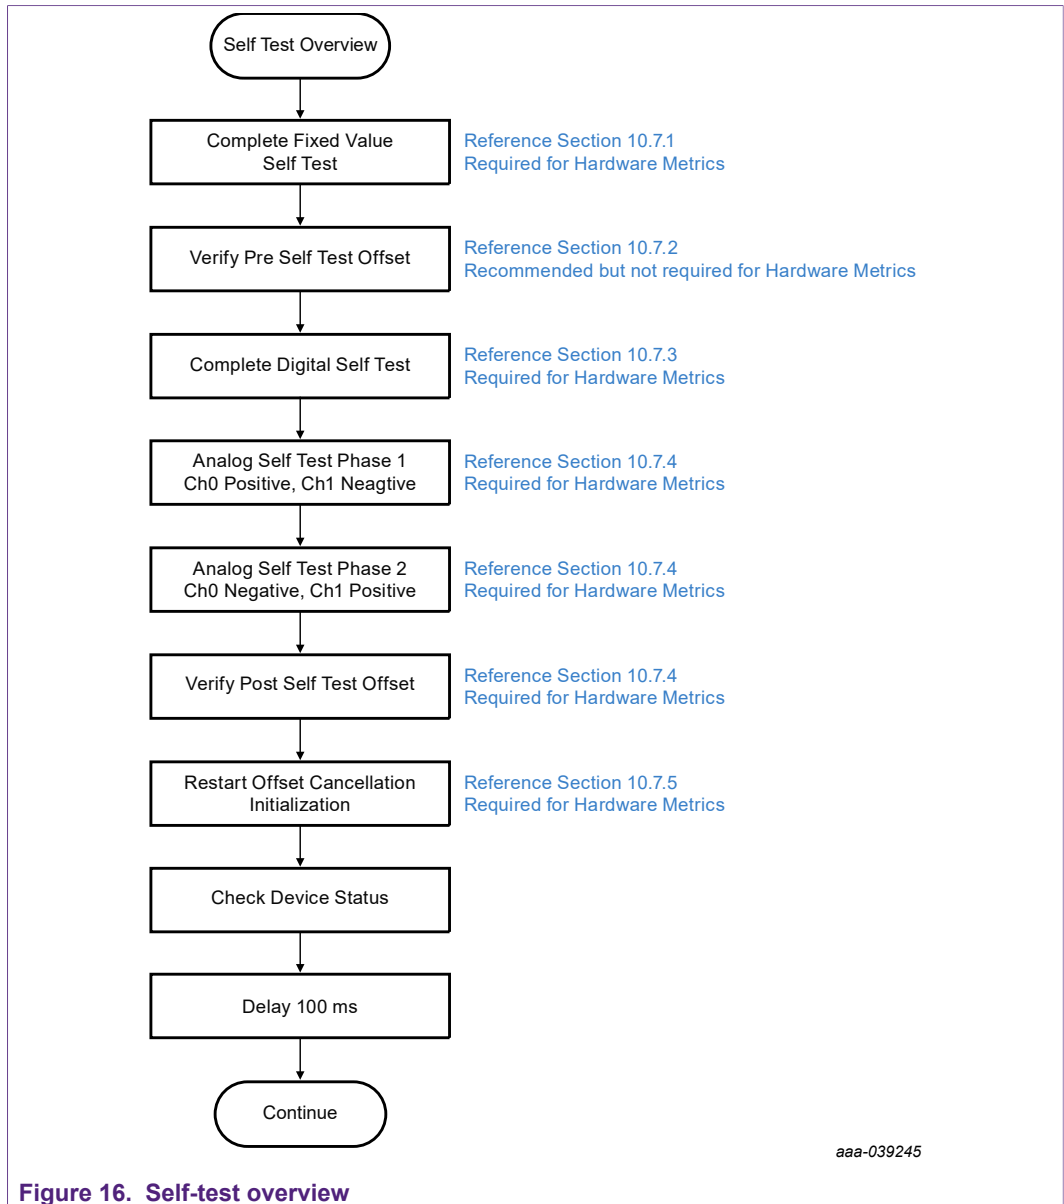 Self Test Overview
Complete Fixed Value
Self Test
Reference Section 10.7.1
Required for Hardware Metrics
Verify Pre Self Test Offset
Reference Section 10.7.2
Recommended but not required for Hardware Metrics
Complete Digital Self Test
Reference Section 10.7.3
Required for Hardware Metrics
Analog Self Test Phase 1
Ch0 Positive, Ch1 Neagtive
Reference Section 10.7.4
Required for Hardware Metrics
Analog Self Test Phase 2
Ch0 Negative, Ch1 Positive
Reference Section 10.7.4
Required for Hardware Metrics
Verify Post Self Test Offset
Reference Section 10.7.4
Required for Hardware Metrics
Restart Offset Cancellation
Initialization
Reference Section 10.7.5
Required for Hardware Metrics
Check Device Status
Delay 100 ms
Continue
aaa-039245
Figure 16. Self-test overview